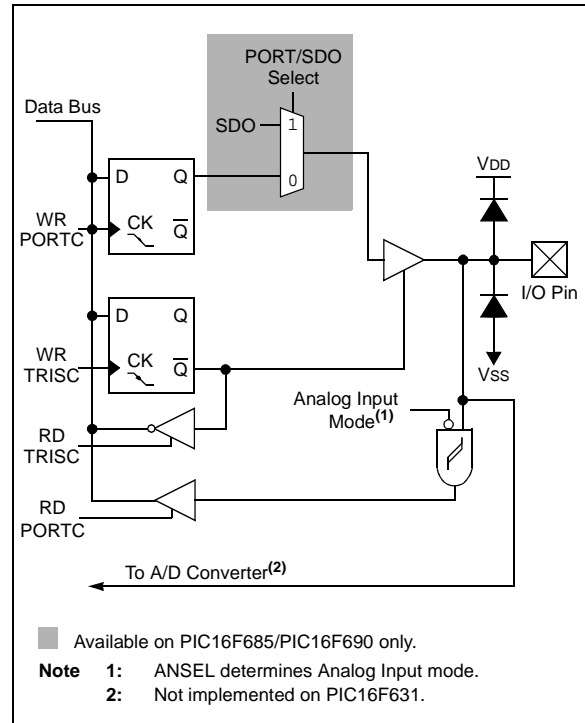 PORT/SDO
Select
Data Bus
SDO
1
0
D
Q
CK
Q
WR
PORTC
VDD
I/O Pin
VSS
D
Q
CK
Q
WR
TRISC
RD
TRISC
Analog Input
Mode(1)
RD
PORTC
To A/D Converter(2)
Available on PIC16F685/PIC16F690 only.
Note 1: ANSEL determines Analog Input mode.
2: Not implemented on PIC16F631.